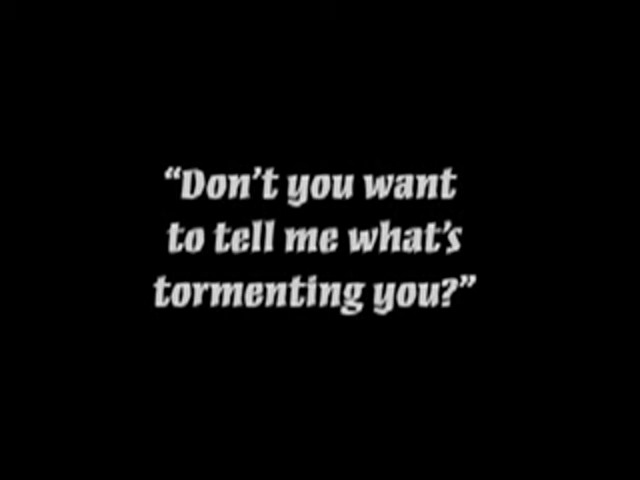 “Don’t you want
to tell me what’s
tormenting you?”